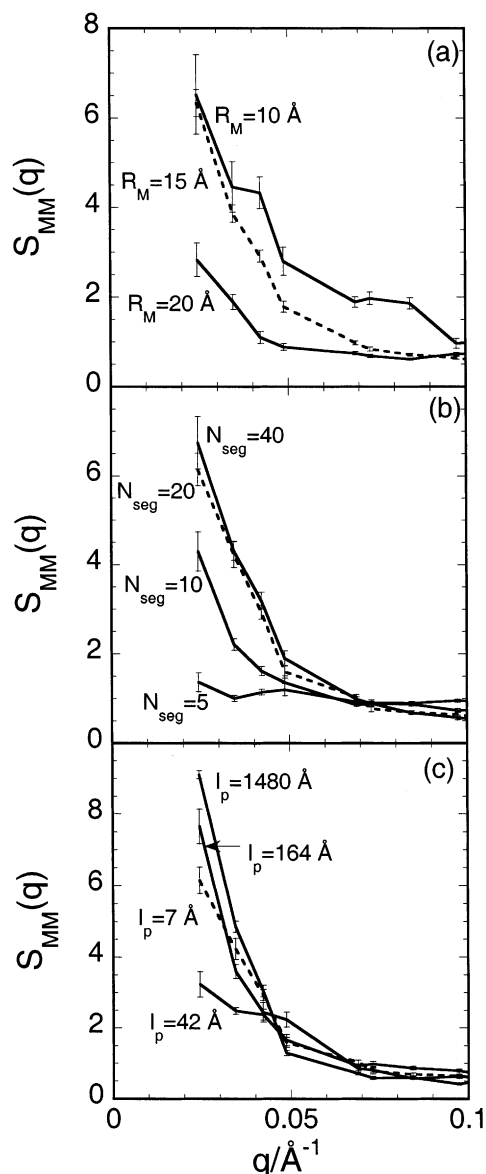 (a)
8
6
4
2
0
S_MM(q)
R_M=10 Å
R_M=15 Å
R_M=20 Å
(b)
6
4
2
0
S_MM(q)
N_seg=40
N_seg=20
N_seg=10
N_seg=5
(c)
8
6
4
2
0
S_MM(q)
l_p=1480 Å
l_p=164 Å
l_p=7 Å
l_p=42 Å
0 0.05 0.1
q/Å⁻¹